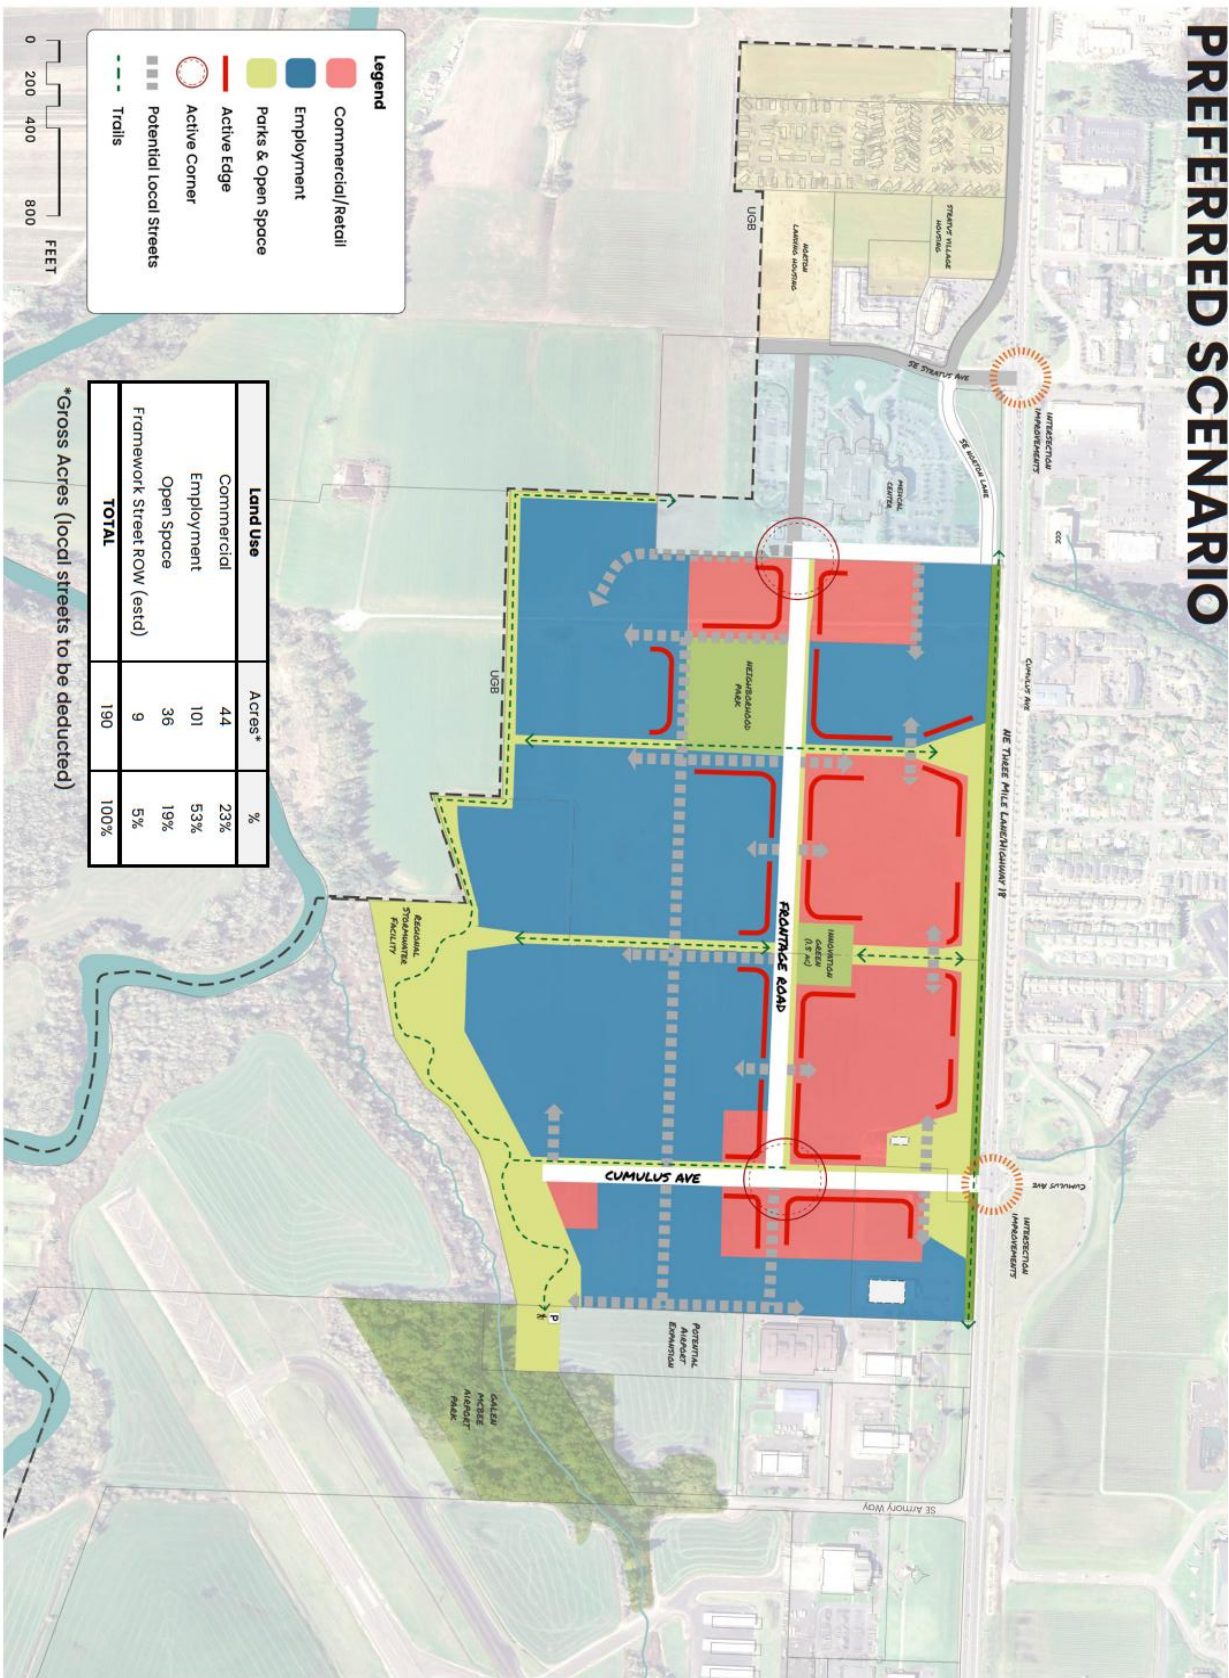 PREFERRED SCENARIO
STRATUS VILLAGE
HOUSING
NORTON
LANDING HOUSING
UGB
SE STRATUS AVE
INTERSECTION
IMPROVEMENTS
SE NORTON LANE
MEDICAL
CENTER
CCC
CUMULUS AVE
NE THREE MILE LANE/HIGHWAY 18
NEIGHBORHOOD
PARK
FRONTAGE ROAD
INNOVATION
GREEN
(1.5 AC)
UGB
REGIONAL
STORMWATER
FACILITY
CUMULUS AVE
CUMULUS AVE
INTERSECTION
IMPROVEMENTS
P
POTENTIAL
AIRPORT
EXPANSION
GALEN
MCBEE
AIRPORT
PARK
SE Armory Way
Legend
Commercial/Retail
Employment
Parks & Open Space
Active Edge
Active Corner
Potential Local Streets
Trails
0 200 400 800
FEET
Land Use Acres* %
Commercial 44 23%
Employment 101 53%
Open Space 36 19%
Framework Street ROW (estd) 9 5%
TOTAL 190 100%
*Gross Acres (local streets to be deducted)